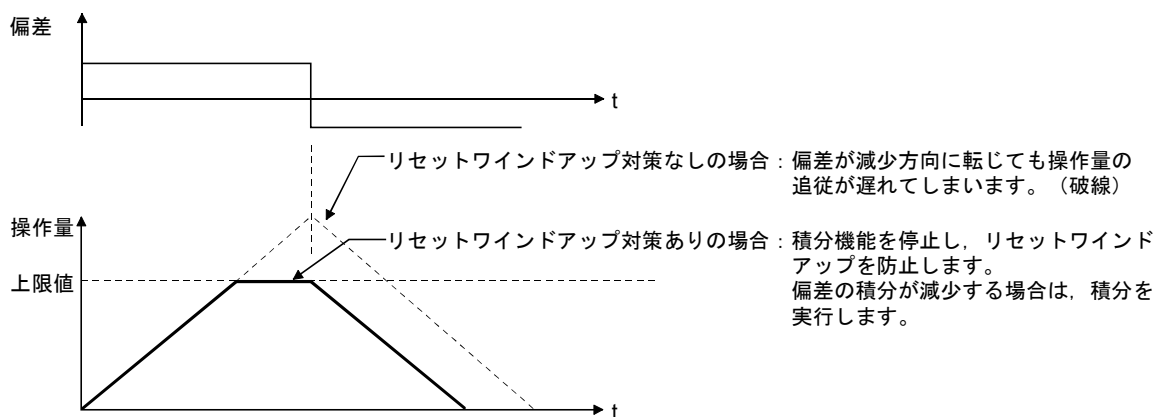 偏差
t
リセットワインドアップ対策なしの場合：偏差が減少方向に転じても操作量の
追従が遅れてしまいます。（破線）
操作量
リセットワインドアップ対策ありの場合：積分機能を停止し，リセットワインド
アップを防止します。
上限値
偏差の積分が減少する場合は，積分を
実行します。
t